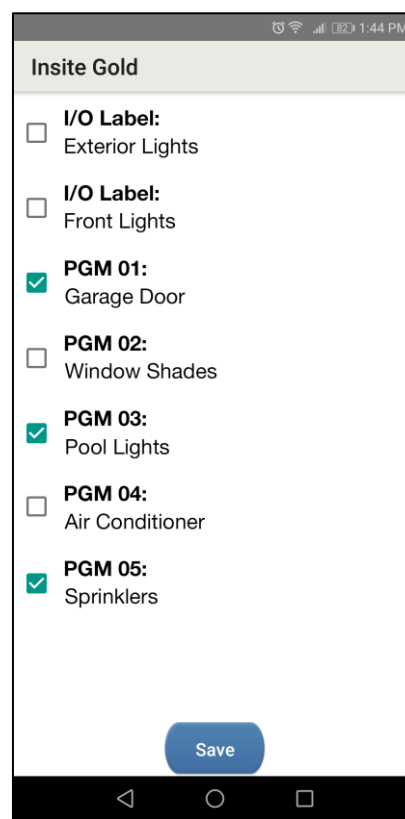 82 1:44 PM
Insite Gold
I/O Label:
Exterior Lights
I/O Label:
Front Lights
PGM 01:
Garage Door
PGM 02:
Window Shades
PGM 03:
Pool Lights
PGM 04:
Air Conditioner
PGM 05:
Sprinklers
Save